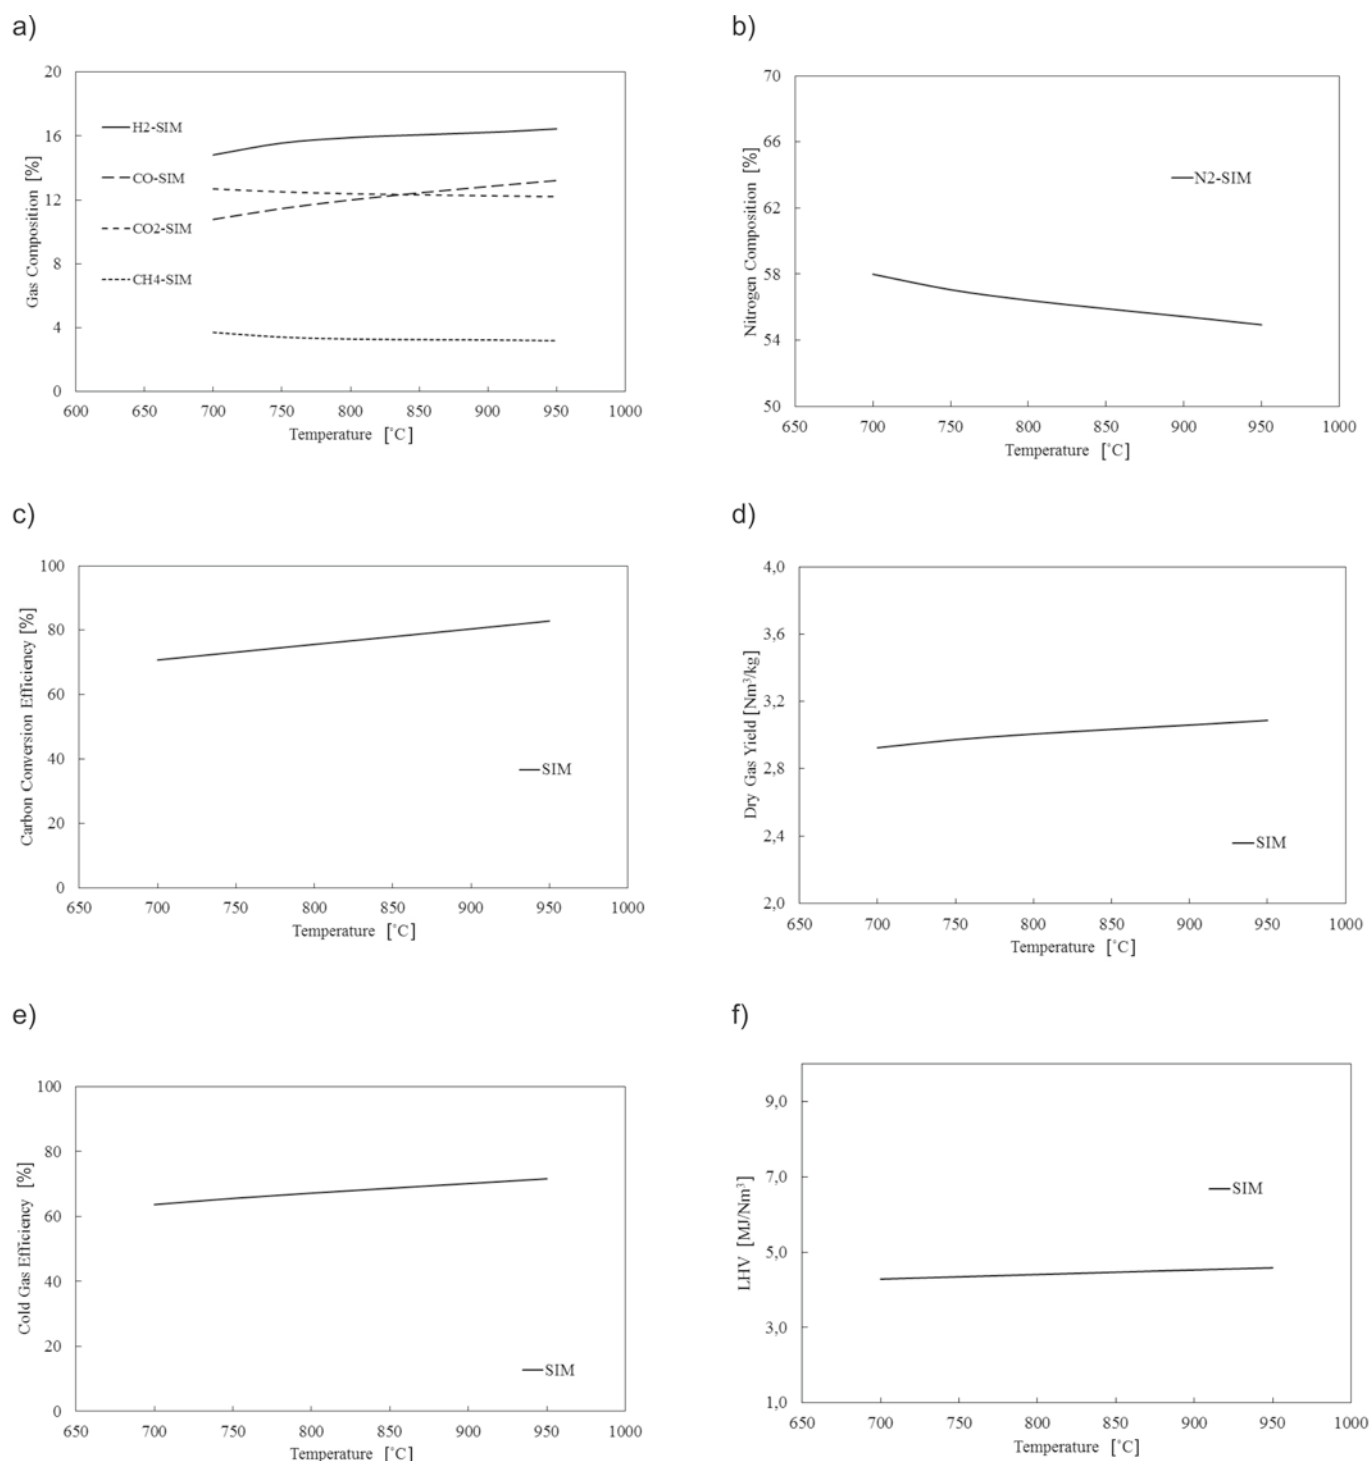 a)
Gas Composition [%]
20
16
12
8
4
0
H2-SIM
CO-SIM
CO2-SIM
CH4-SIM
600 650 700 750 800 850 900 950 1000
Temperature [°C]
b)
Nitrogen Composition [%]
70
66
62
58
54
50
N2-SIM
650 700 750 800 850 900 950 1000
Temperature [°C]
c)
Carbon Conversion Efficiency [%]
100
80
60
40
20
0
SIM
650 700 750 800 850 900 950 1000
Temperature [°C]
d)
Dry Gas Yield [Nm³/kg]
4,0
3,6
3,2
2,8
2,4
2,0
SIM
650 700 750 800 850 900 950 1000
Temperature [°C]
e)
Cold Gas Efficiency [%]
100
80
60
40
20
0
SIM
650 700 750 800 850 900 950 1000
Temperature [°C]
f)
LHV [MJ/Nm³]
9,0
7,0
5,0
3,0
1,0
SIM
650 700 750 800 850 900 950 1000
Temperature [°C]